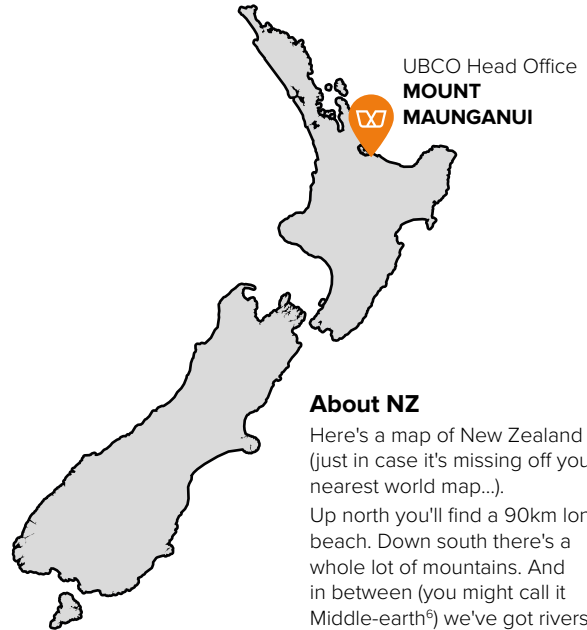 UBCO Head Office
MOUNT
MAUNGANUI
About NZ
Here's a map of New Zealand
(just in case it's missing off you
nearest world map...).
Up north you'll find a 90km lon
beach. Down south there's a
whole lot of mountains. And
in between (you might call it
Middle-earth⁶) we've got rivers